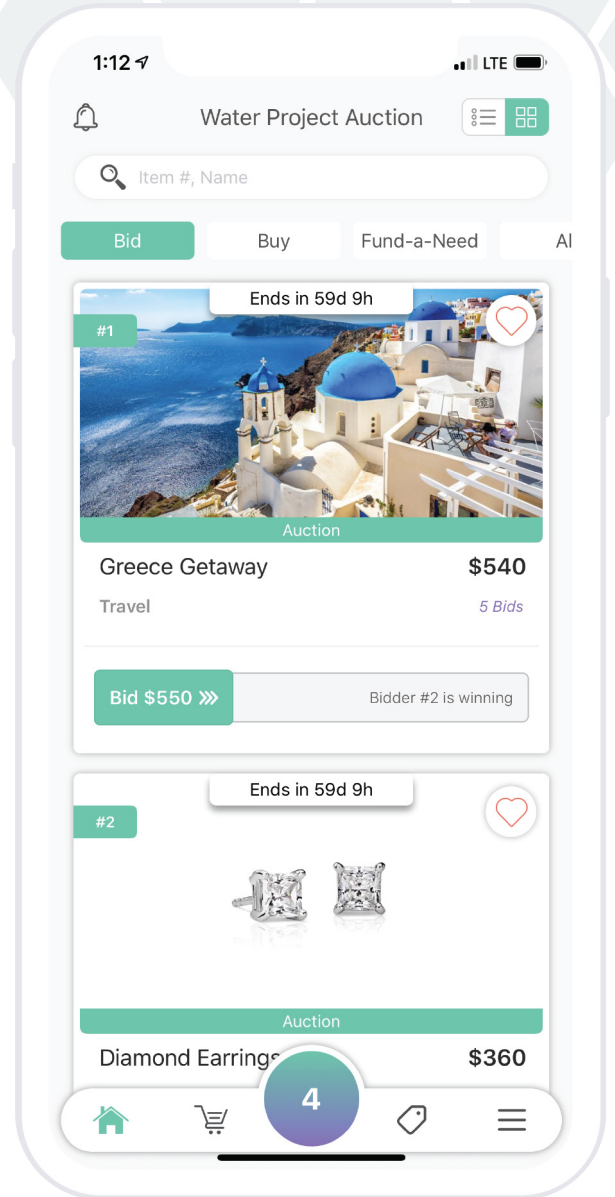 1:12 LTE
Water Project Auction
Item #, Name
Bid Buy Fund-a-Need Al
Ends in 59d 9h
#1
Auction
Greece Getaway $540
Travel 5 Bids
Bid $550 Bidder #2 is winning
Ends in 59d 9h
#2
Auction
Diamond Earrings $360
4